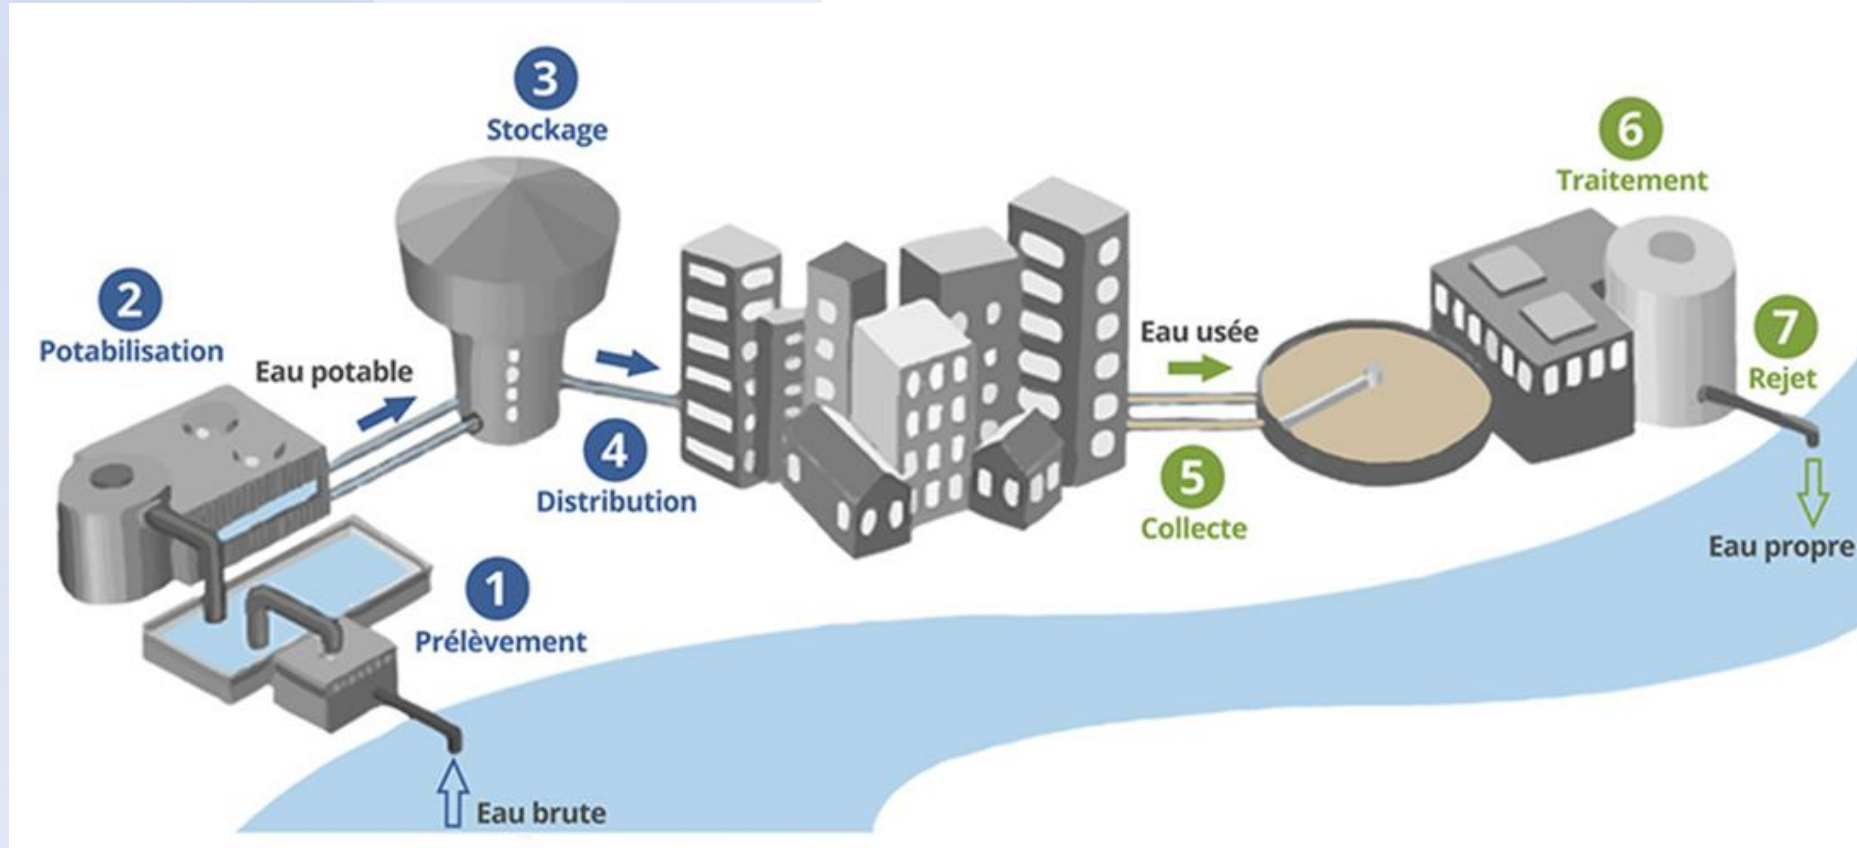 1
Prélèvement
Eau brute
2
Potabilisation
Eau potable
3
Stockage
4
Distribution
Eau usée
5
Collecte
6
Traitement
7
Rejet
Eau propre